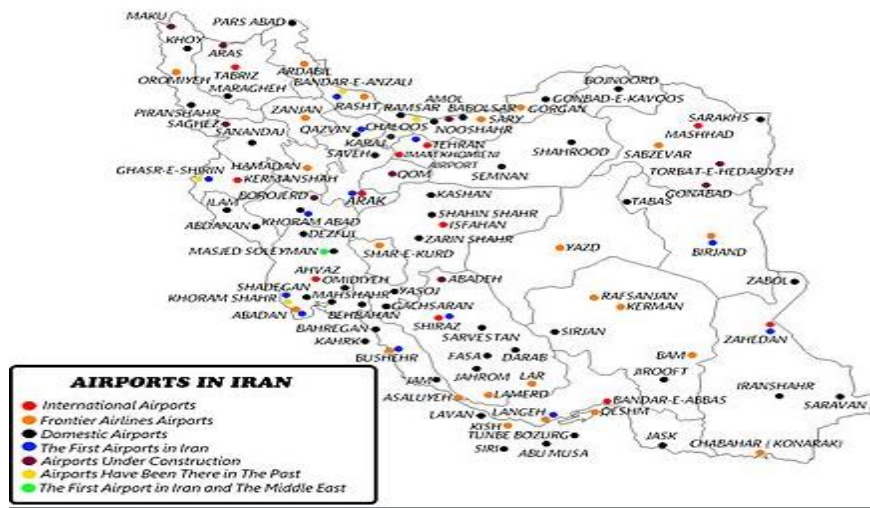 MAKU
PARS ABAD
KHOY
ARAS
TABRIZ
ARDABIL
OROMIYEH
MARAGHEH
BANDAR-E-ANZALI
BOJNOORD
PIRANSHAHR
ZANJAN
RASHT
RAMSAR
AMOL
BABOLSAR
GONBAD-E-KAVOOS
GORGAN
SARY
SARAKHS
SAGHEZ
SANANDAJ
QAZVIN
CHALOOS
NOOSHAHR
MASHHAD
KARAJ
TEHRAN
SAVEH
IMAM KHOMIENI
AIRPORT
SHAHROOD
SABZEVAR
GHASR-E-SHIRIN
HAMADAN
KERMANSHAH
QOM
SEMNAN
TORBAT-E-HEDARIYEH
GONABAD
ILAM
BOROJERD
ARAK
KASHAN
TABAS
ABDANAN
KHORAM ABAD
SHAHIN SHAHR
DEZFUL
ISFAHAN
MASJED SOLEYMAN
ZARIN SHAHR
SHAR-E-KURD
YAZD
BIRJAND
AHVAZ
SHADEGAN
OMIDIYEH
ABADEH
ZABOL
KHORAM SHAHR
MAHSHAHR
YASOJ
GACHSARAN
RAFSANJAN
ABADAN
BEHBAHAN
KERMAN
BAHREGAN
SHIRAZ
SARVESTAN
SIRJAN
ZAHEDAN
KAHRK
BUSHEHR
FASA
DARAB
BAM
JAM
JAHROM
LAR
JIROOFT
IRANSHAHR
ASALUYEH
LAMERD
BANDAR-E-ABBAS
SARAVAN
LAVAN
LANGEH
QESHM
KISH
TUNBE BOZURG
JASK
CHABAHAR ( KONARAK)
SIRI
ABU MUSA
AIRPORTS IN IRAN
International Airports
Frontier Airlines Airports
Domestic Airports
The First Airports in Iran
Airports Under Construction
Airports Have Been There in The Past
The First Airport in Iran and The Middle East